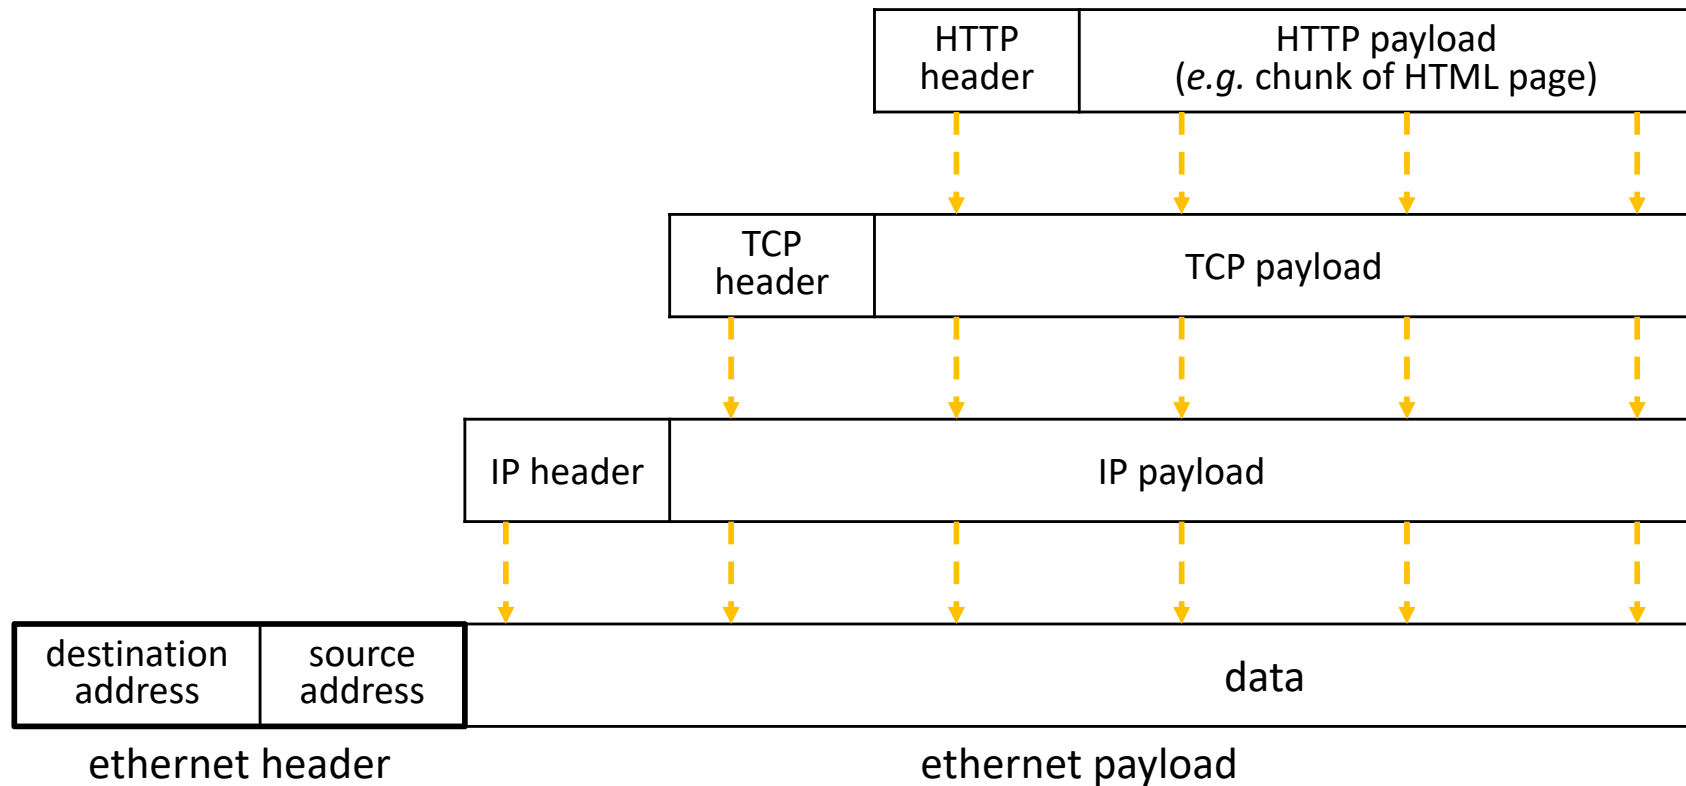 HTTP
header
HTTP payload
(e.g. chunk of HTML page)
TCP
header
TCP payload
IP header
IP payload
destination
address
source
address
data
ethernet header
ethernet payload